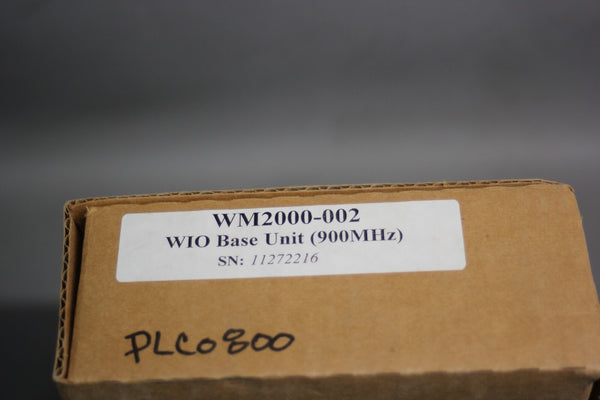 WM2000-002
WIO Base Unit (900MHz)
SN: 11272216
PLC0800